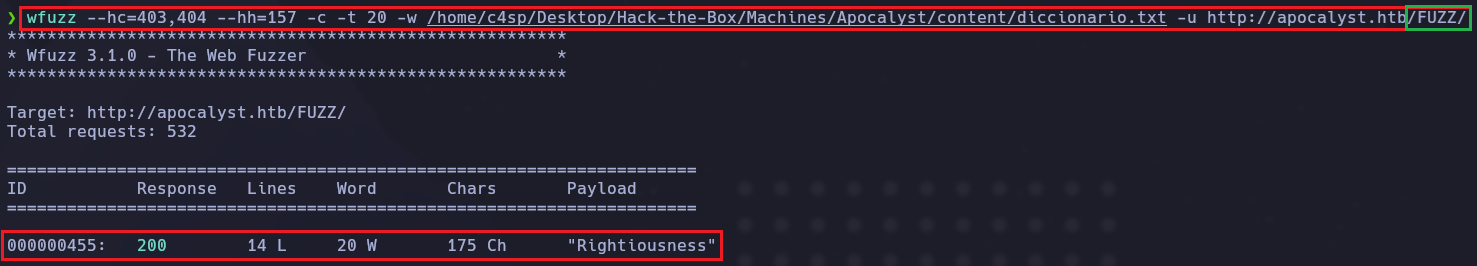 ❯ wfuzz --hc=403,404 --hh=157 -c -t 20 -w /home/c4sp/Desktop/Hack-the-Box/Machines/Apocalyst/content/diccionario.txt -u http://apocalyst.htb/FUZZ/
********************************************************
* Wfuzz 3.1.0 - The Web Fuzzer                         *
********************************************************

Target: http://apocalyst.htb/FUZZ/
Total requests: 532

=====================================================================
ID           Response   Lines    Word       Chars       Payload
=====================================================================

000000455:   200        14 L     20 W       175 Ch      "Rightiousness"